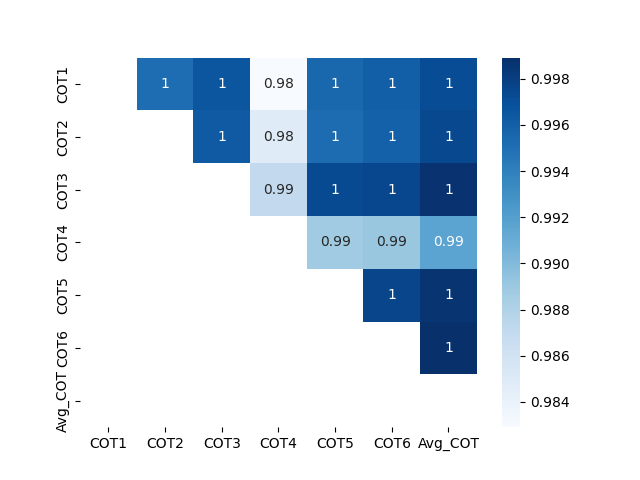 COT1 1 1 0.98 1 1 1
COT2 1 0.98 1 1 1
COT3 0.99 1 1 1
COT4 0.99 0.99 0.99
COT5 1 1
COT6 1
Avg_COT
COT1 COT2 COT3 COT4 COT5 COT6 Avg_COT
0.998
0.996
0.994
0.992
0.990
0.988
0.986
0.984